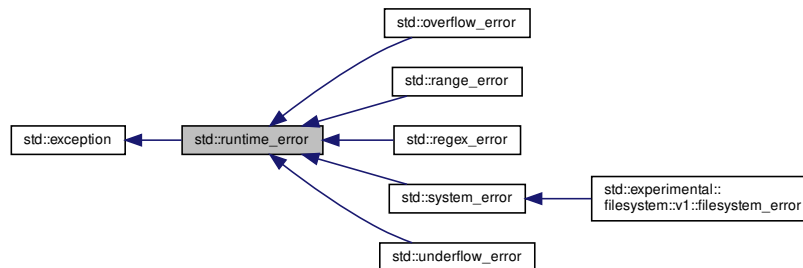 std::overflow_error
std::range_error
std::exception
std::runtime_error
std::regex_error
std::system_error
std::experimental::
filesystem::v1::filesystem_error
std::underflow_error